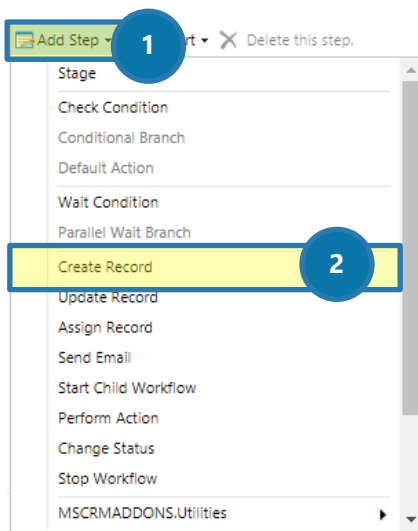 Add Step 1 rt Delete this step.
Stage
Check Condition
Conditional Branch
Default Action
Wait Condition
Parallel Wait Branch
Create Record 2
Update Record
Assign Record
Send Email
Start Child Workflow
Perform Action
Change Status
Stop Workflow
MSCRMADDONS.Utilities